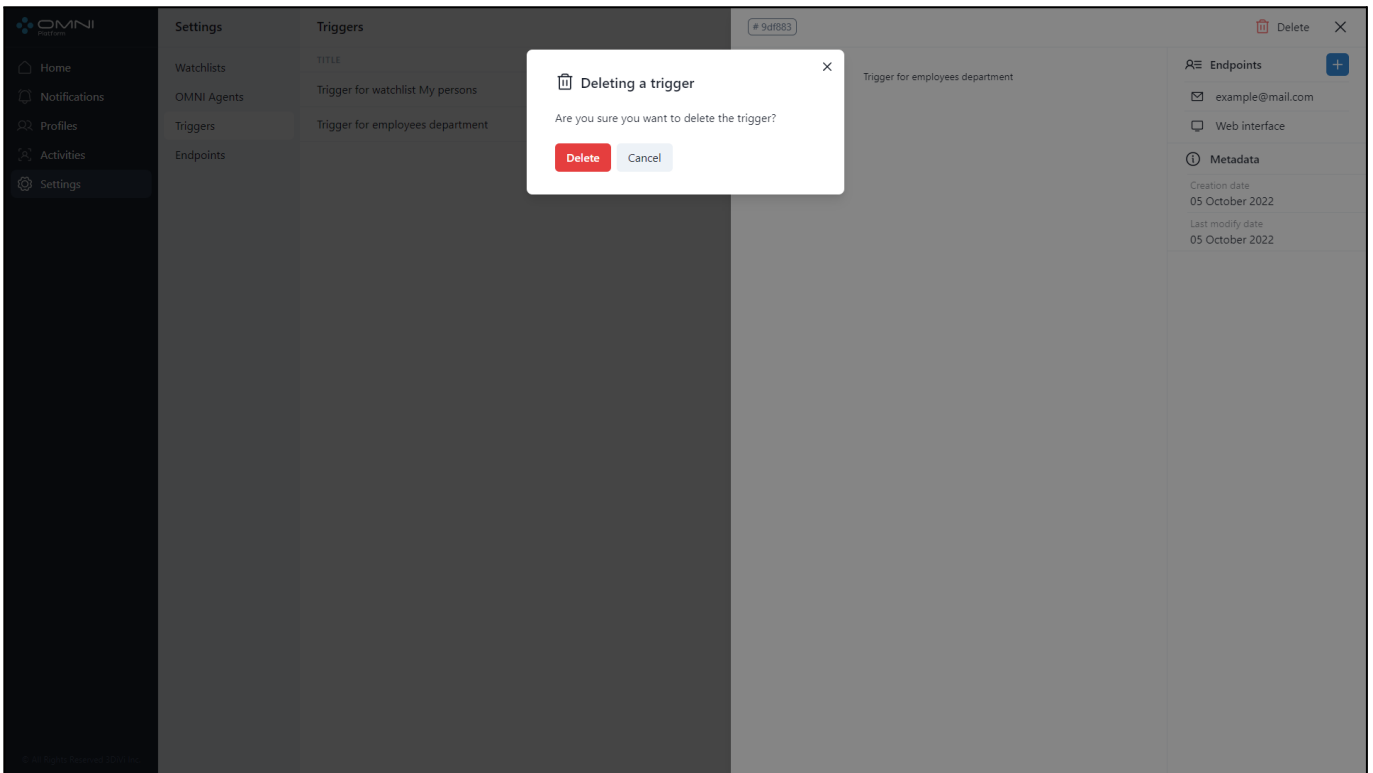 OMNI
Platform
Home
Notifications
Profiles
Activities
Settings
Settings
Watchlists
OMNI Agents
Triggers
Endpoints
Triggers
TITLE
Trigger for watchlist My persons
Trigger for employees department
Deleting a trigger
Are you sure you want to delete the trigger?
Delete
Cancel
# 9df883
Delete
Trigger for employees department
Endpoints
example@mail.com
Web interface
Metadata
Creation date
05 October 2022
Last modify date
05 October 2022